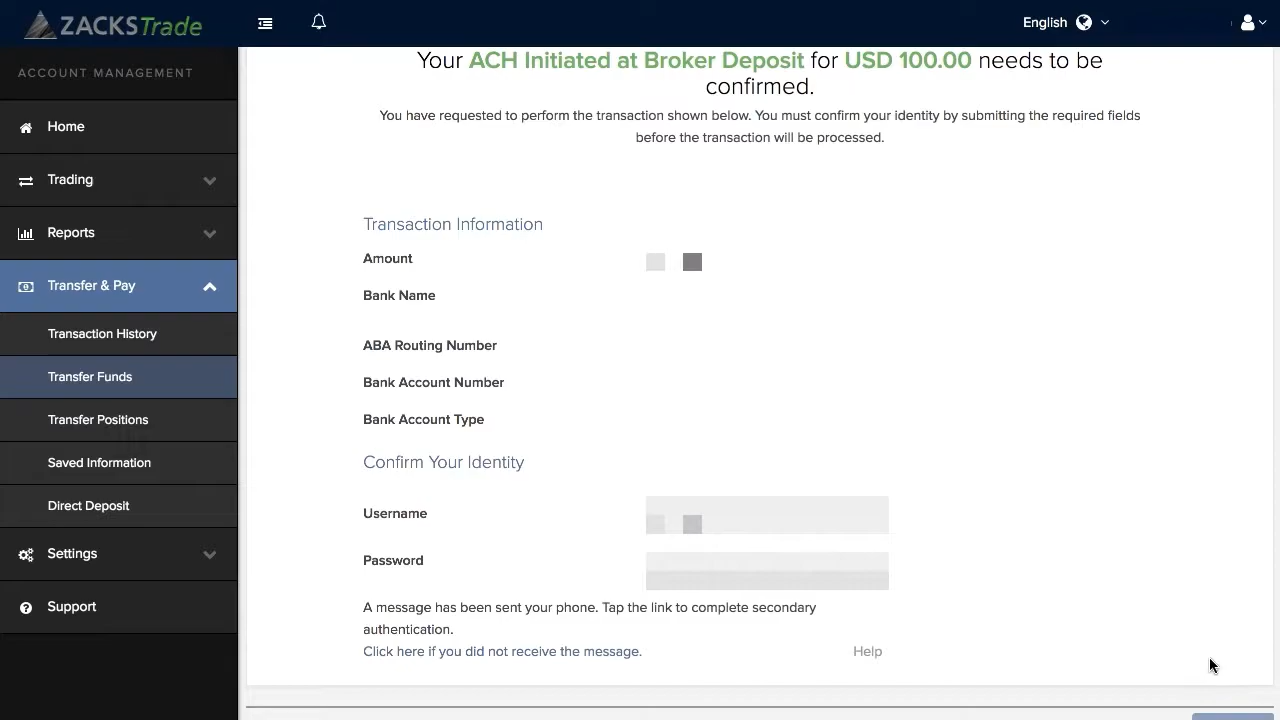 ZACKSTrade
English
ACCOUNT MANAGEMENT
Home
Trading
Reports
Transfer & Pay
Transaction History
Transfer Funds
Transfer Positions
Saved Information
Direct Deposit
Settings
Support
Your ACH Initiated at Broker Deposit for USD 100.00 needs to be
confirmed.
You have requested to perform the transaction shown below. You must confirm your identity by submitting the required fields
before the transaction will be processed.
Transaction Information
Amount
Bank Name
ABA Routing Number
Bank Account Number
Bank Account Type
Confirm Your Identity
Username
Password
A message has been sent your phone. Tap the link to complete secondary
authentication.
Click here if you did not receive the message.
Help